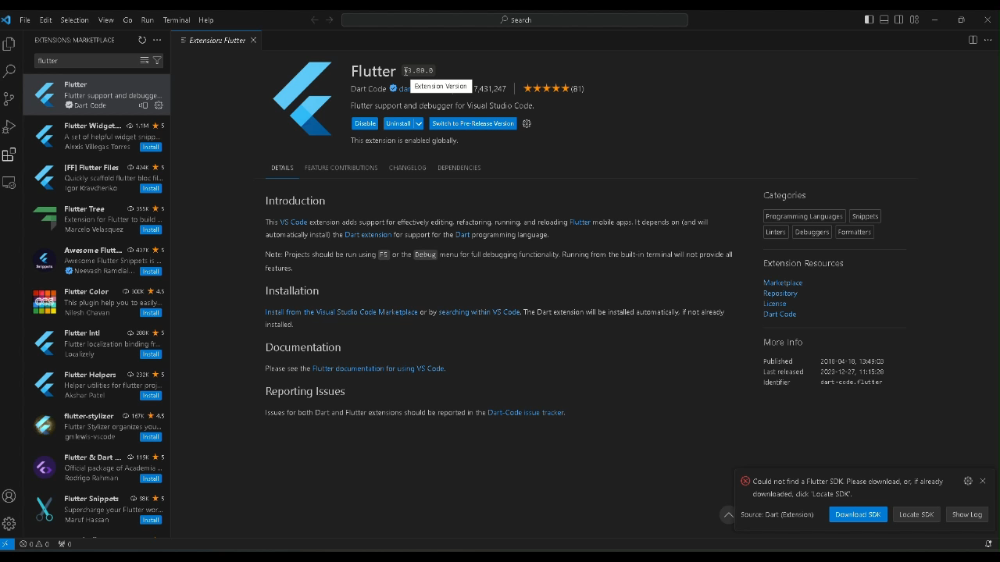 File Edit Selection View Go Run Terminal Help
Search
EXTENSIONS: MARKETPLACE
flutter
Flutter
Flutter support and debugge...
Dart Code
Flutter Widget... 1.1M 5
A set of helpful widget snipp...
Alexis Villegas Torres Install
[FF] Flutter Files 424K 5
Quickly scaffold flutter bloc fil...
Igor Kravchenko Install
Flutter Tree 355K 5
Extension for Flutter to build ...
Marcelo Velasquez Install
Awesome Flutt... 437K 5
Awesome Flutter Snippets is ...
Neevash Ramdial... Install
Flutter Color 300K 4.5
This plugin help you to easily...
Nilesh Chavan Install
Flutter Intl 288K 5
Flutter localization binding fr...
Localizely Install
Flutter Helpers 232K 5
Helper utilities for flutter proj...
Akshar Patel Install
flutter-stylizer 167K 4.5
Flutter Stylizer organizes you...
gmlewis-vscode Install
Flutter & Dart ... 119K 5
Official package of Academia ...
Rodrigo Rahman Install
Flutter Snippets 98K 5
Supercharge your Flutter wor...
Maruf Hassan Install
Extension: Flutter
Flutter v3.80.0
Extension Version
Dart Code 7,431,247 (81)
Flutter support and debugger for Visual Studio Code.
Disable Uninstall Switch to Pre-Release Version
This extension is enabled globally.
DETAILS FEATURE CONTRIBUTIONS CHANGELOG DEPENDENCIES
Introduction
This VS Code extension adds support for effectively editing, refactoring, running, and reloading Flutter mobile apps. It depends on (and will
automatically install) the Dart extension for support for the Dart programming language.
Note: Projects should be run using F5 or the Debug menu for full debugging functionality. Running from the built-in terminal will not provide all
features.
Installation
Install from the Visual Studio Code Marketplace or by searching within VS Code. The Dart extension will be installed automatically, if not already
installed.
Documentation
Please see the Flutter documentation for using VS Code.
Reporting Issues
Issues for both Dart and Flutter extensions should be reported in the Dart-Code issue tracker.
Categories
Programming Languages Snippets
Linters Debuggers Formatters
Extension Resources
Marketplace
Repository
License
Dart Code
More Info
Published 2018-04-18, 13:49:03
Last released 2023-12-27, 11:15:28
Identifier dart-code.flutter
Could not find a Flutter SDK. Please download, or, if already
downloaded, click 'Locate SDK'.
Source: Dart (Extension) Download SDK Locate SDK Show Log
0 0 0